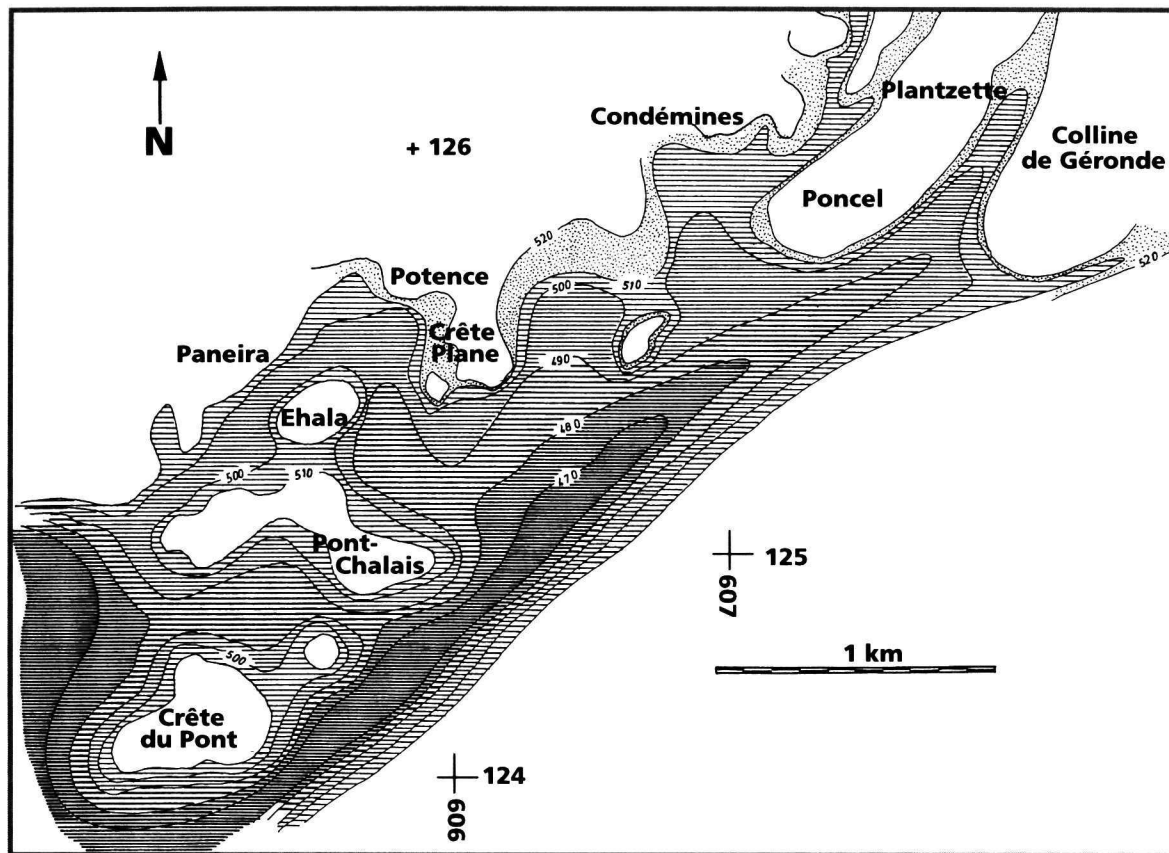 Plantzette
Condémines
Colline
de Géronde
N
+ 126
Poncel
520
520
Potence
500
510
Crête
Plane
Paneira
490
Ehala
480
470
500
510
Pont-
Chalais
125
607
500
1 km
Crête
du Pont
124
606